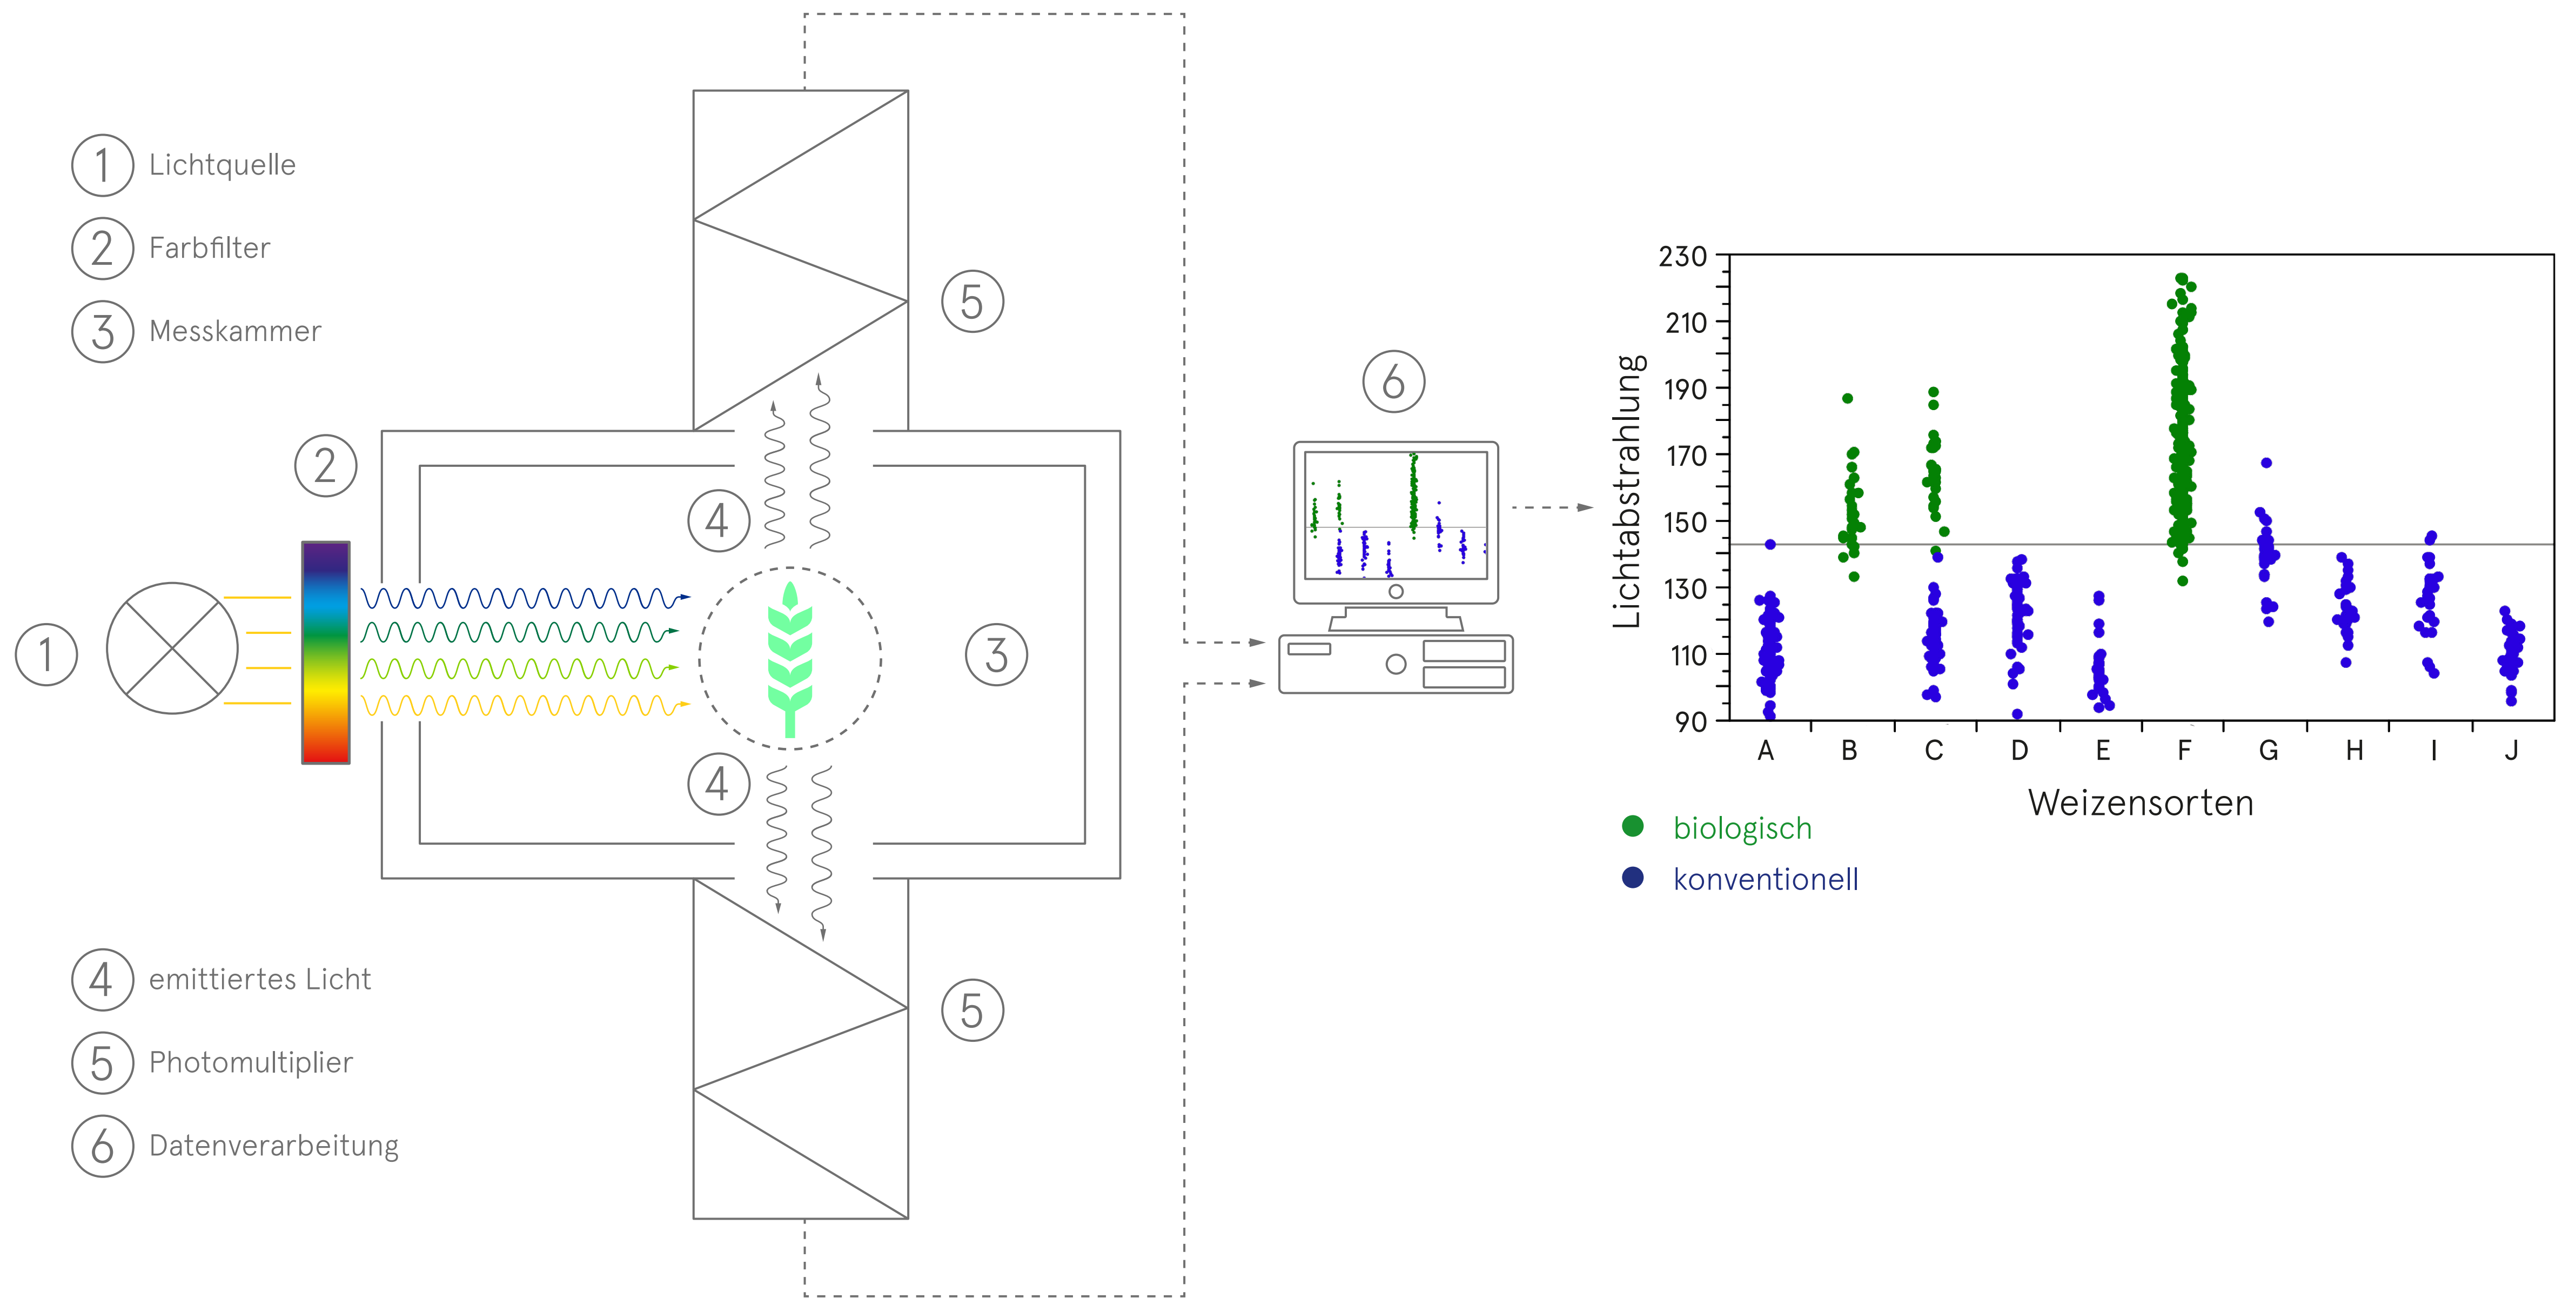 1 Lichtquelle
2 Farbfilter
3 Messkammer
5
2
4
1
3
4
5
4 emittiertes Licht
5 Photomultiplier
6 Datenverarbeitung
6
Lichtabstrahlung
230
210
190
170
150
130
110
90
A B C D E F G H I J
Weizensorten
biologisch
konventionell